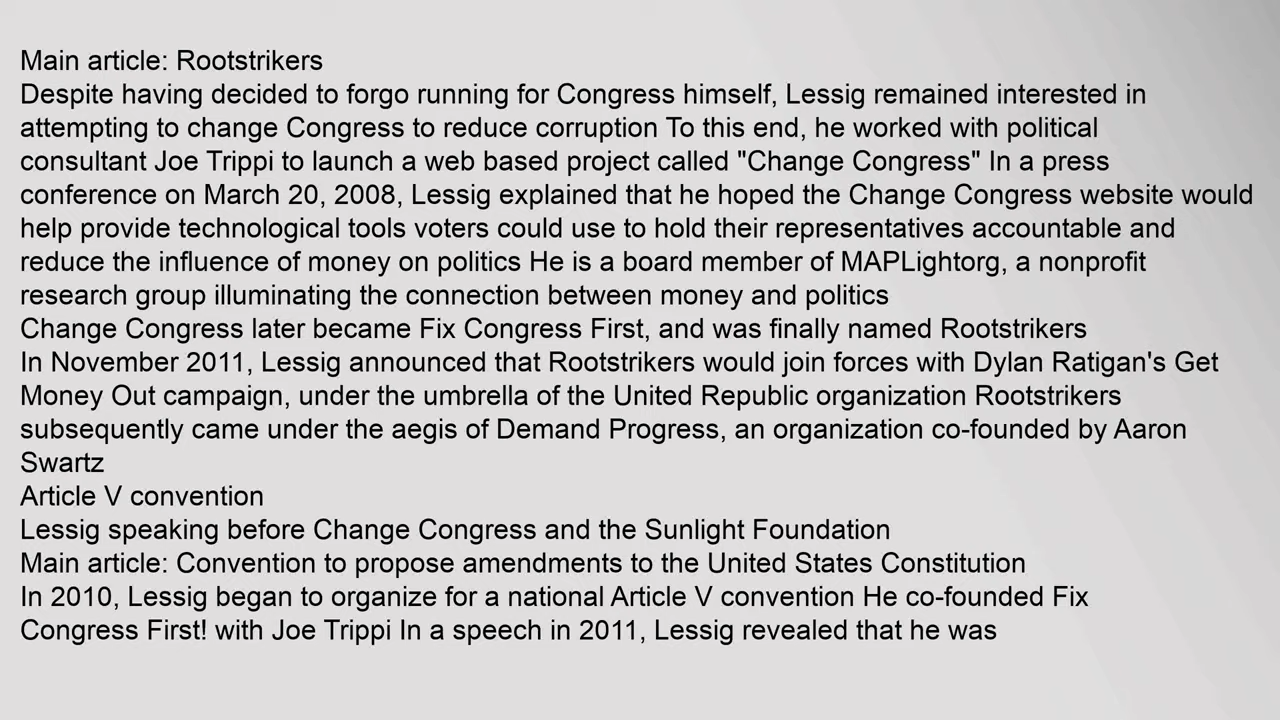 Main article: Rootstrikers
Despite having decided to forgo running for Congress himself, Lessig remained interested in
attempting to change Congress to reduce corruption To this end, he worked with political
consultant Joe Trippi to launch a web based project called "Change Congress" In a press
conference on March 20, 2008, Lessig explained that he hoped the Change Congress website would
help provide technological tools voters could use to hold their representatives accountable and
reduce the influence of money on politics He is a board member of MAPLightorg, a nonprofit
research group illuminating the connection between money and politics
Change Congress later became Fix Congress First, and was finally named Rootstrikers
In November 2011, Lessig announced that Rootstrikers would join forces with Dylan Ratigan's Get
Money Out campaign, under the umbrella of the United Republic organization Rootstrikers
subsequently came under the aegis of Demand Progress, an organization co-founded by Aaron
Swartz
Article V convention
Lessig speaking before Change Congress and the Sunlight Foundation
Main article: Convention to propose amendments to the United States Constitution
In 2010, Lessig began to organize for a national Article V convention He co-founded Fix
Congress First! with Joe Trippi In a speech in 2011, Lessig revealed that he was